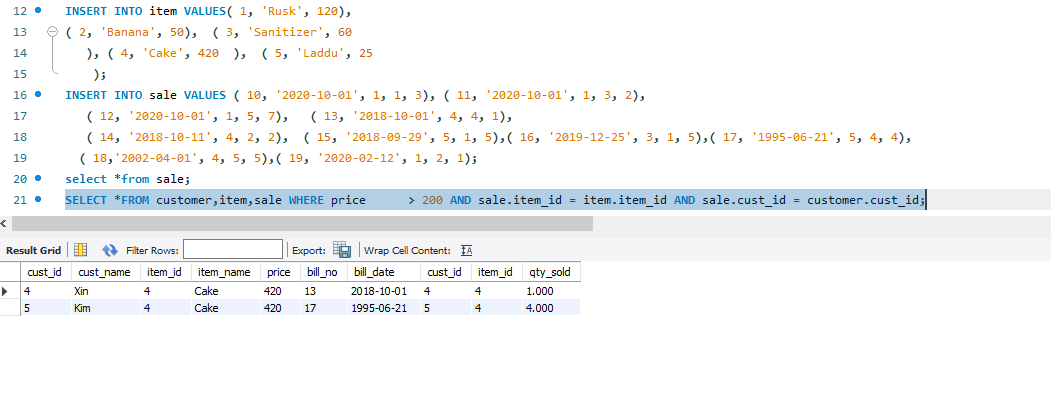 12 INSERT INTO item VALUES( 1, 'Rusk', 120),
13 ( 2, 'Banana', 50),  ( 3, 'Sanitizer', 60
14 ), ( 4, 'Cake', 420  ),  ( 5, 'Laddu', 25
15 );
16 INSERT INTO sale VALUES ( 10, '2020-10-01', 1, 1, 3), ( 11, '2020-10-01', 1, 3, 2),
17 ( 12, '2020-10-01', 1, 5, 7),   ( 13, '2018-10-01', 4, 4, 1),
18 ( 14, '2018-10-11', 4, 2, 2),  ( 15, '2018-09-29', 5, 1, 5),( 16, '2019-12-25', 3, 1, 5),( 17, '1995-06-21', 5, 4, 4),
19 ( 18,'2002-04-01', 4, 5, 5),( 19, '2020-02-12', 1, 2, 1);
20 select *from sale;
21 SELECT *FROM customer,item,sale WHERE price      > 200 AND sale.item_id = item.item_id AND sale.cust_id = customer.cust_id;
Result Grid Filter Rows: Export: Wrap Cell Content: IA
cust_id cust_name item_id item_name price bill_no bill_date cust_id item_id qty_sold
4 Xin 4 Cake 420 13 2018-10-01 4 4 1.000
5 Kim 4 Cake 420 17 1995-06-21 5 4 4.000